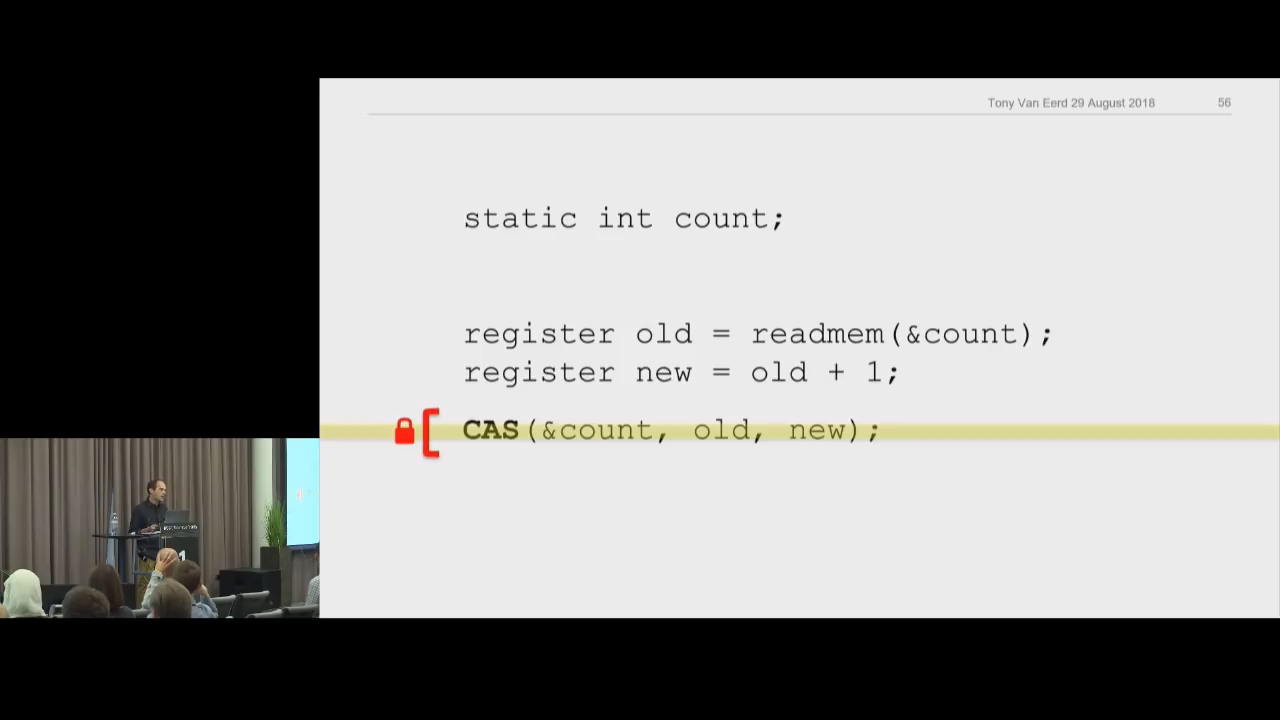 Tony Van Eerd 29 August 2018 56
static int count;
register old = readmem(&count);
register new = old + 1;
CAS(&count, old, new);